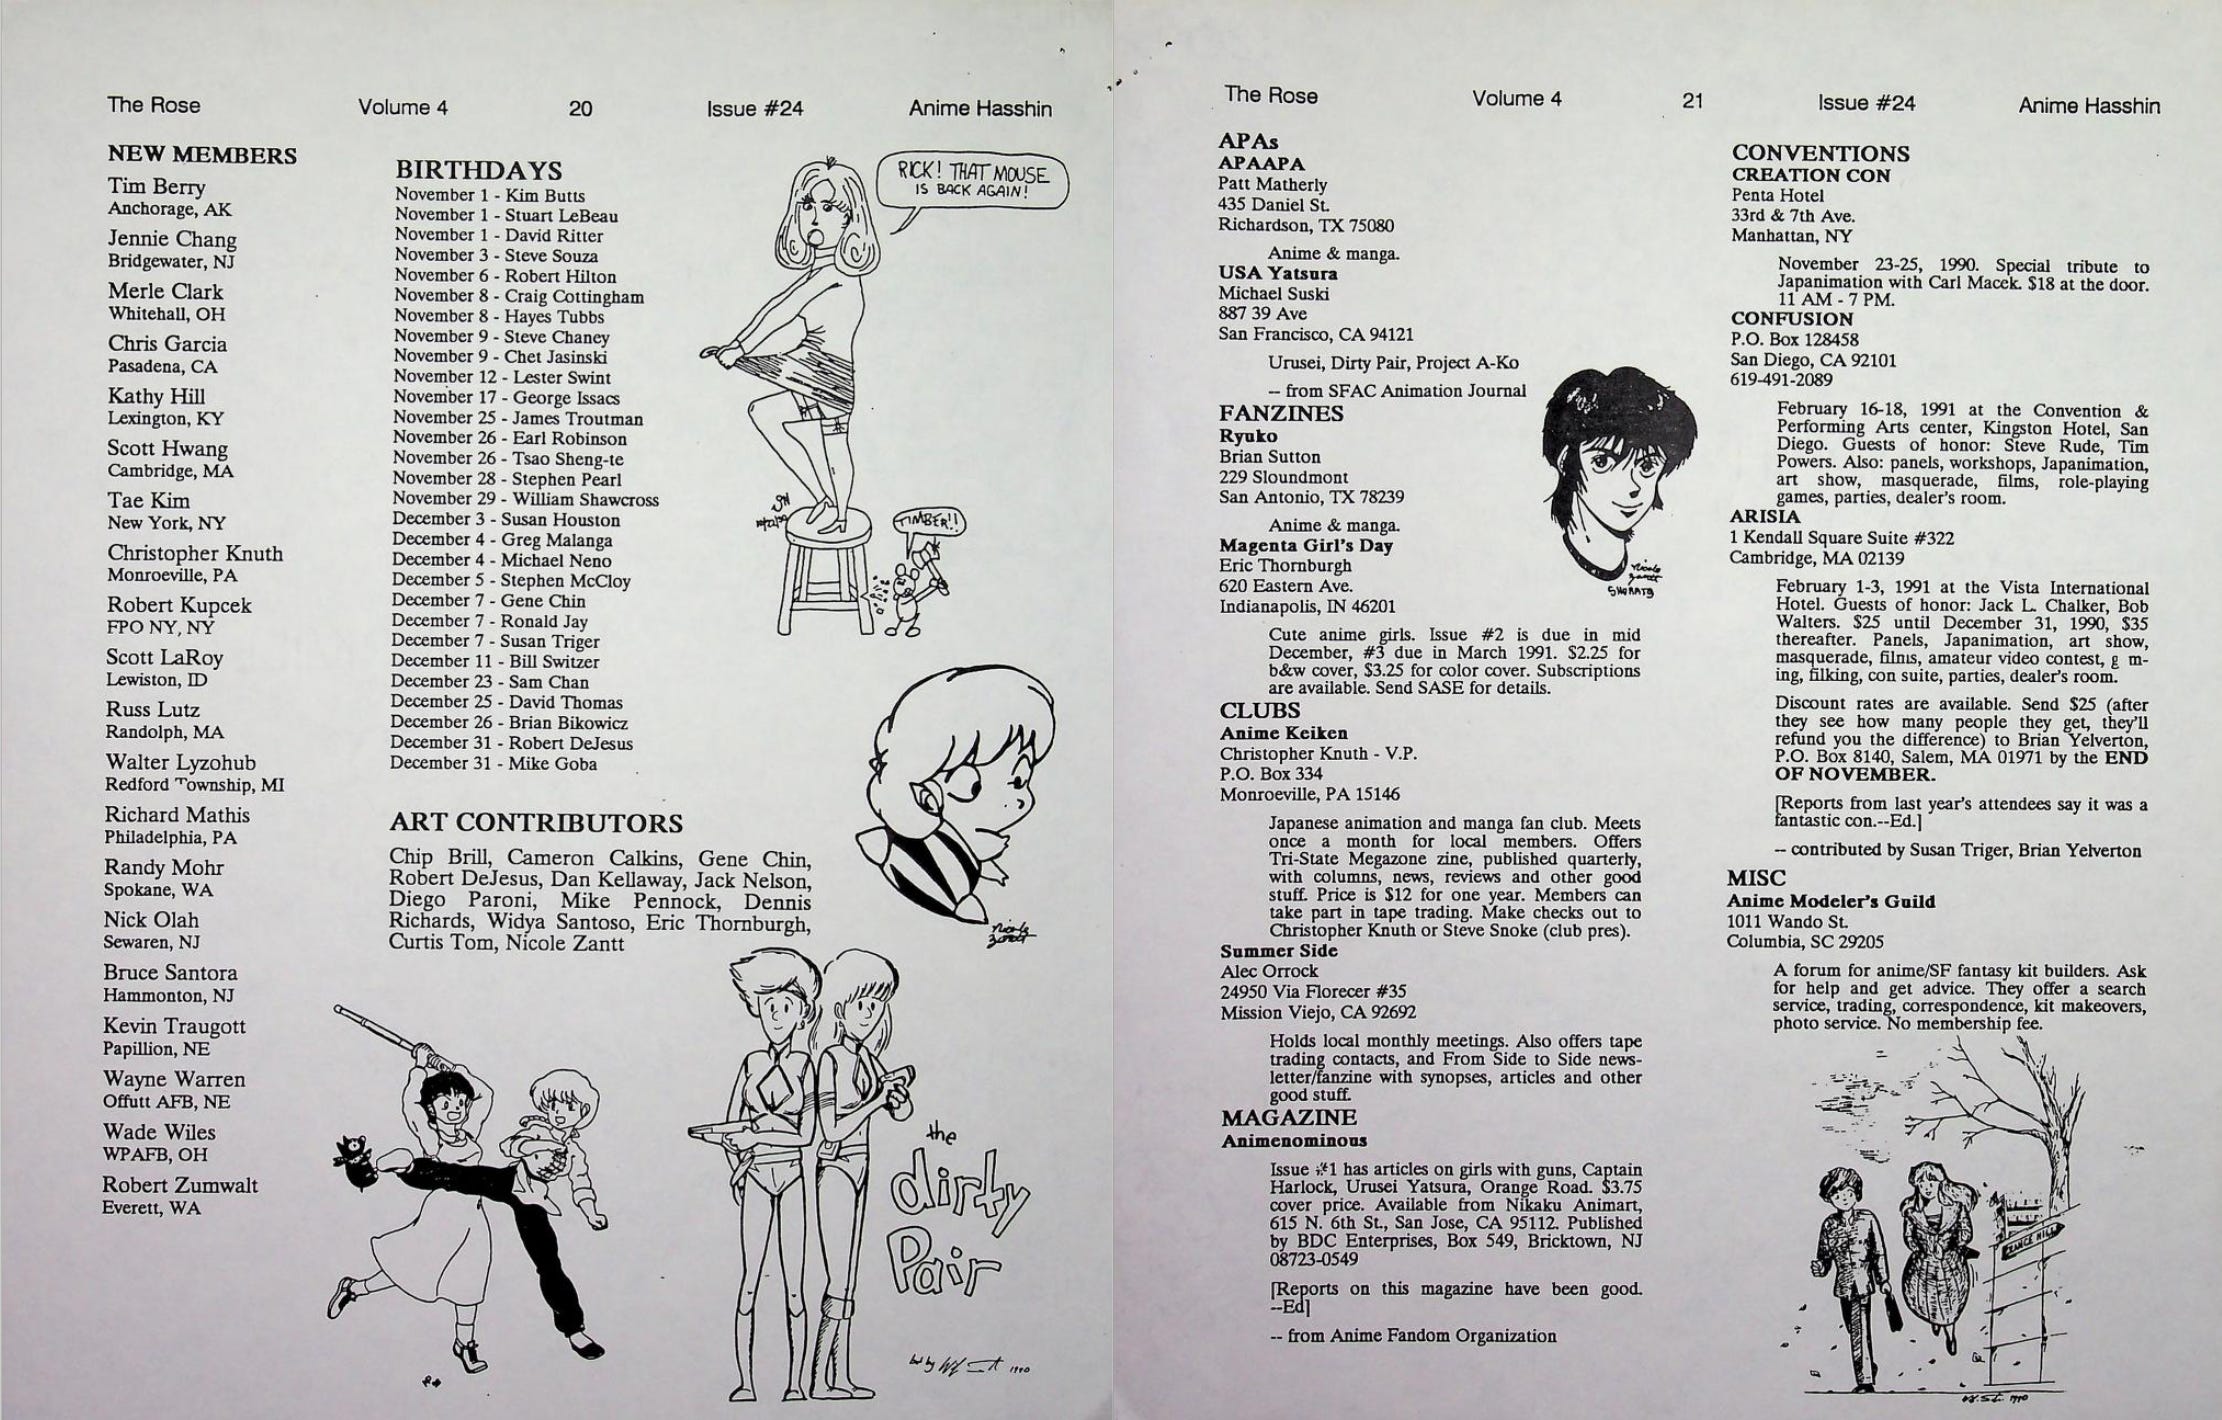 The Rose Volume 4 20 Issue #24 Anime Hasshin
NEW MEMBERS
Tim Berry
Anchorage, AK
Jennie Chang
Bridgewater, NJ
Merle Clark
Whitehall, OH
Chris Garcia
Pasadena, CA
Kathy Hill
Lexington, KY
Scott Hwang
Cambridge, MA
Tae Kim
New York, NY
Christopher Knuth
Monroeville, PA
Robert Kupcek
FPO NY, NY
Scott LaRoy
Lewiston, ID
Russ Lutz
Randolph, MA
Walter Lyzohub
Redford Township, MI
Richard Mathis
Philadelphia, PA
Randy Mohr
Spokane, WA
Nick Olah
Sewaren, NJ
Bruce Santora
Hammonton, NJ
Kevin Traugott
Papillion, NE
Wayne Warren
Offutt AFB, NE
Wade Wiles
WPAFB, OH
Robert Zumwalt
Everett, WA
BIRTHDAYS
November 1 - Kim Butts
November 1 - Stuart LeBeau
November 1 - David Ritter
November 3 - Steve Souza
November 6 - Robert Hilton
November 8 - Craig Cottingham
November 8 - Hayes Tubbs
November 9 - Steve Chaney
November 9 - Chet Jasinski
November 12 - Lester Swint
November 17 - George Issacs
November 25 - James Troutman
November 26 - Earl Robinson
November 26 - Tsao Sheng-te
November 28 - Stephen Pearl
November 29 - William Shawcross
December 3 - Susan Houston
December 4 - Greg Malanga
December 4 - Michael Neno
December 5 - Stephen McCloy
December 7 - Gene Chin
December 7 - Ronald Jay
December 7 - Susan Triger
December 11 - Bill Switzer
December 23 - Sam Chan
December 25 - David Thomas
December 26 - Brian Bikowicz
December 31 - Robert DeJesus
December 31 - Mike Goba
ART CONTRIBUTORS
Chip Brill, Cameron Calkins, Gene Chin,
Robert DeJesus, Dan Kellaway, Jack Nelson,
Diego Paroni, Mike Pennock, Dennis
Richards, Widya Santoso, Eric Thornburgh,
Curtis Tom, Nicole Zantt
RICK! THAT MOUSE
IS BACK AGAIN!
TIMBER!!
Nicole
Zantt
the
dirty
Pair
1990
The Rose Volume 4 21 Issue #24 Anime Hasshin
APAs
APAAPA
Patt Matherly
435 Daniel St.
Richardson, TX 75080
Anime & manga.
USA Yatsura
Michael Suski
887 39 Ave
San Francisco, CA 94121
Urusei, Dirty Pair, Project A-Ko
-- from SFAC Animation Journal
FANZINES
Ryuko
Brian Sutton
229 Sloundmont
San Antonio, TX 78239
Anime & manga.
Magenta Girl's Day
Eric Thornburgh
620 Eastern Ave.
Indianapolis, IN 46201
Cute anime girls. Issue #2 is due in mid
December, #3 due in March 1991. $2.25 for
b&w cover, $3.25 for color cover. Subscriptions
are available. Send SASE for details.
CLUBS
Anime Keiken
Christopher Knuth - V.P.
P.O. Box 334
Monroeville, PA 15146
Japanese animation and manga fan club. Meets
once a month for local members. Offers
Tri-State Megazone zine, published quarterly,
with columns, news, reviews and other good
stuff. Price is $12 for one year. Members can
take part in tape trading. Make checks out to
Christopher Knuth or Steve Snoke (club pres).
Summer Side
Alec Orrock
24950 Via Florecer #35
Mission Viejo, CA 92692
Holds local monthly meetings. Also offers tape
trading contacts, and From Side to Side news-
letter/fanzine with synopses, articles and other
good stuff.
MAGAZINE
Animenominous
Issue #1 has articles on girls with guns, Captain
Harlock, Urusei Yatsura, Orange Road. $3.75
cover price. Available from Nikaku Animart,
615 N. 6th St., San Jose, CA 95112. Published
by BDC Enterprises, Box 549, Bricktown, NJ
08723-0549
[Reports on this magazine have been good.
--Ed]
-- from Anime Fandom Organization
Nicole
Zantt
SHURATO
CONVENTIONS
CREATION CON
Penta Hotel
33rd & 7th Ave.
Manhattan, NY
November 23-25, 1990. Special tribute to
Japanimation with Carl Macek. $18 at the door.
11 AM - 7 PM.
CONFUSION
P.O. Box 128458
San Diego, CA 92101
619-491-2089
February 16-18, 1991 at the Convention &
Performing Arts center, Kingston Hotel, San
Diego. Guests of honor: Steve Rude, Tim
Powers. Also: panels, workshops, Japanimation,
art show, masquerade, films, role-playing
games, parties, dealer's room.
ARISIA
1 Kendall Square Suite #322
Cambridge, MA 02139
February 1-3, 1991 at the Vista International
Hotel. Guests of honor: Jack L. Chalker, Bob
Walters. $25 until December 31, 1990, $35
thereafter. Panels, Japanimation, art show,
masquerade, films, amateur video contest, g m-
ing, filking, con suite, parties, dealer's room.
Discount rates are available. Send $25 (after
they see how many people they get, they'll
refund you the difference) to Brian Yelverton,
P.O. Box 8140, Salem, MA 01971 by the END
OF NOVEMBER.
[Reports from last year's attendees say it was a
fantastic con.--Ed.]
-- contributed by Susan Triger, Brian Yelverton
MISC
Anime Modeler's Guild
1011 Wando St.
Columbia, SC 29205
A forum for anime/SF fantasy kit builders. Ask
for help and get advice. They offer a search
service, trading, correspondence, kit makeovers,
photo service. No membership fee.
1990